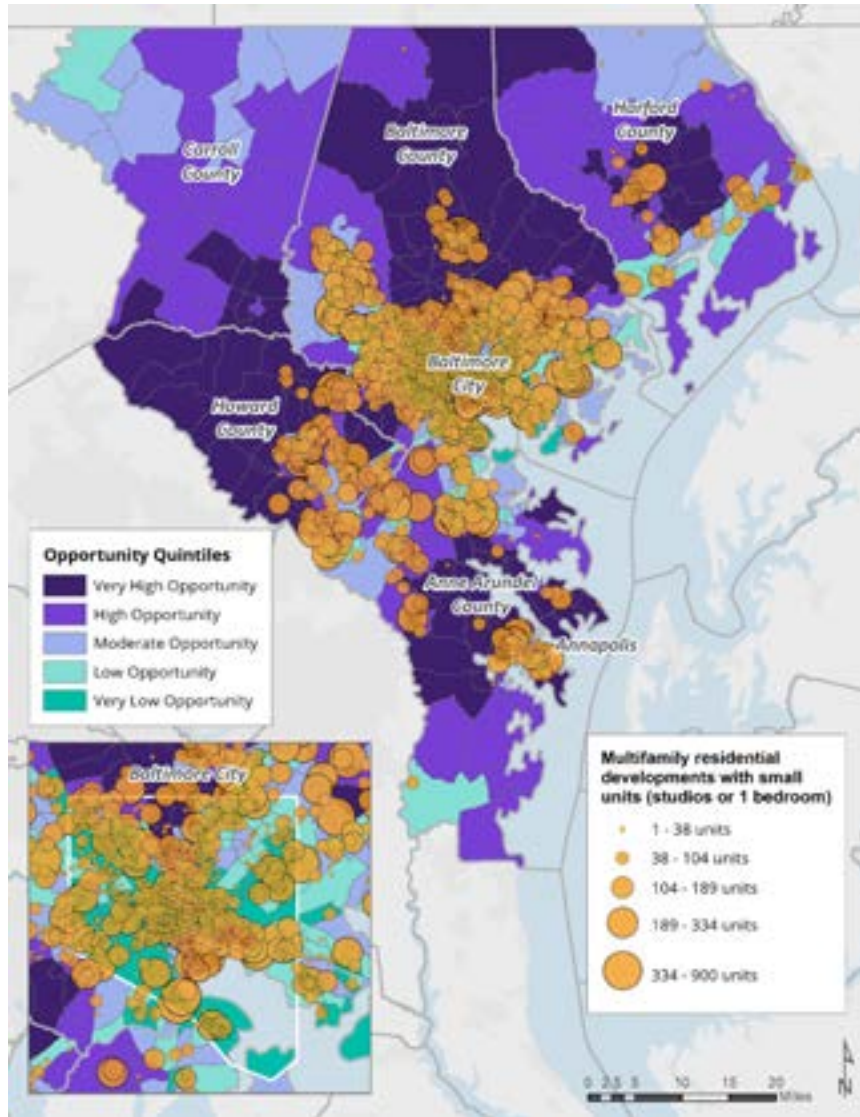 Harford
County
Baltimore
County
Carroll
County
Baltimore
City
Howard
County
Opportunity Quintiles
Very High Opportunity
High Opportunity
Moderate Opportunity
Low Opportunity
Very Low Opportunity
Anne Arundel
County
Annapolis
Baltimore City
Multifamily residential
developments with small
units (studios or 1 bedroom)
1 - 38 units
38 - 104 units
104 - 189 units
189 - 334 units
334 - 900 units
0 2.5 5 10 15 20
Miles
N